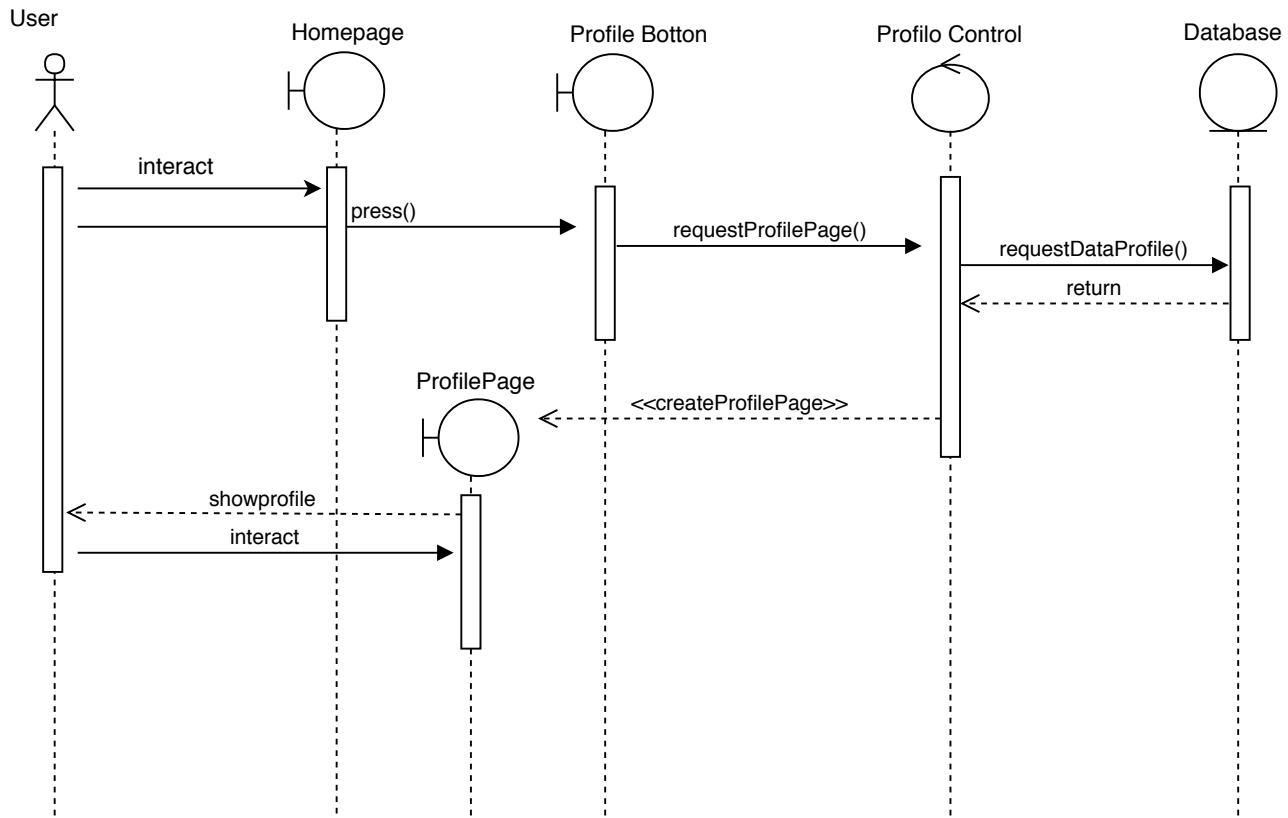 User
Homepage
Profile Botton
Profilo Control
Database
interact
press()
requestProfilePage()
requestDataProfile()
return
ProfilePage
<<createProfilePage>>
showprofile
interact